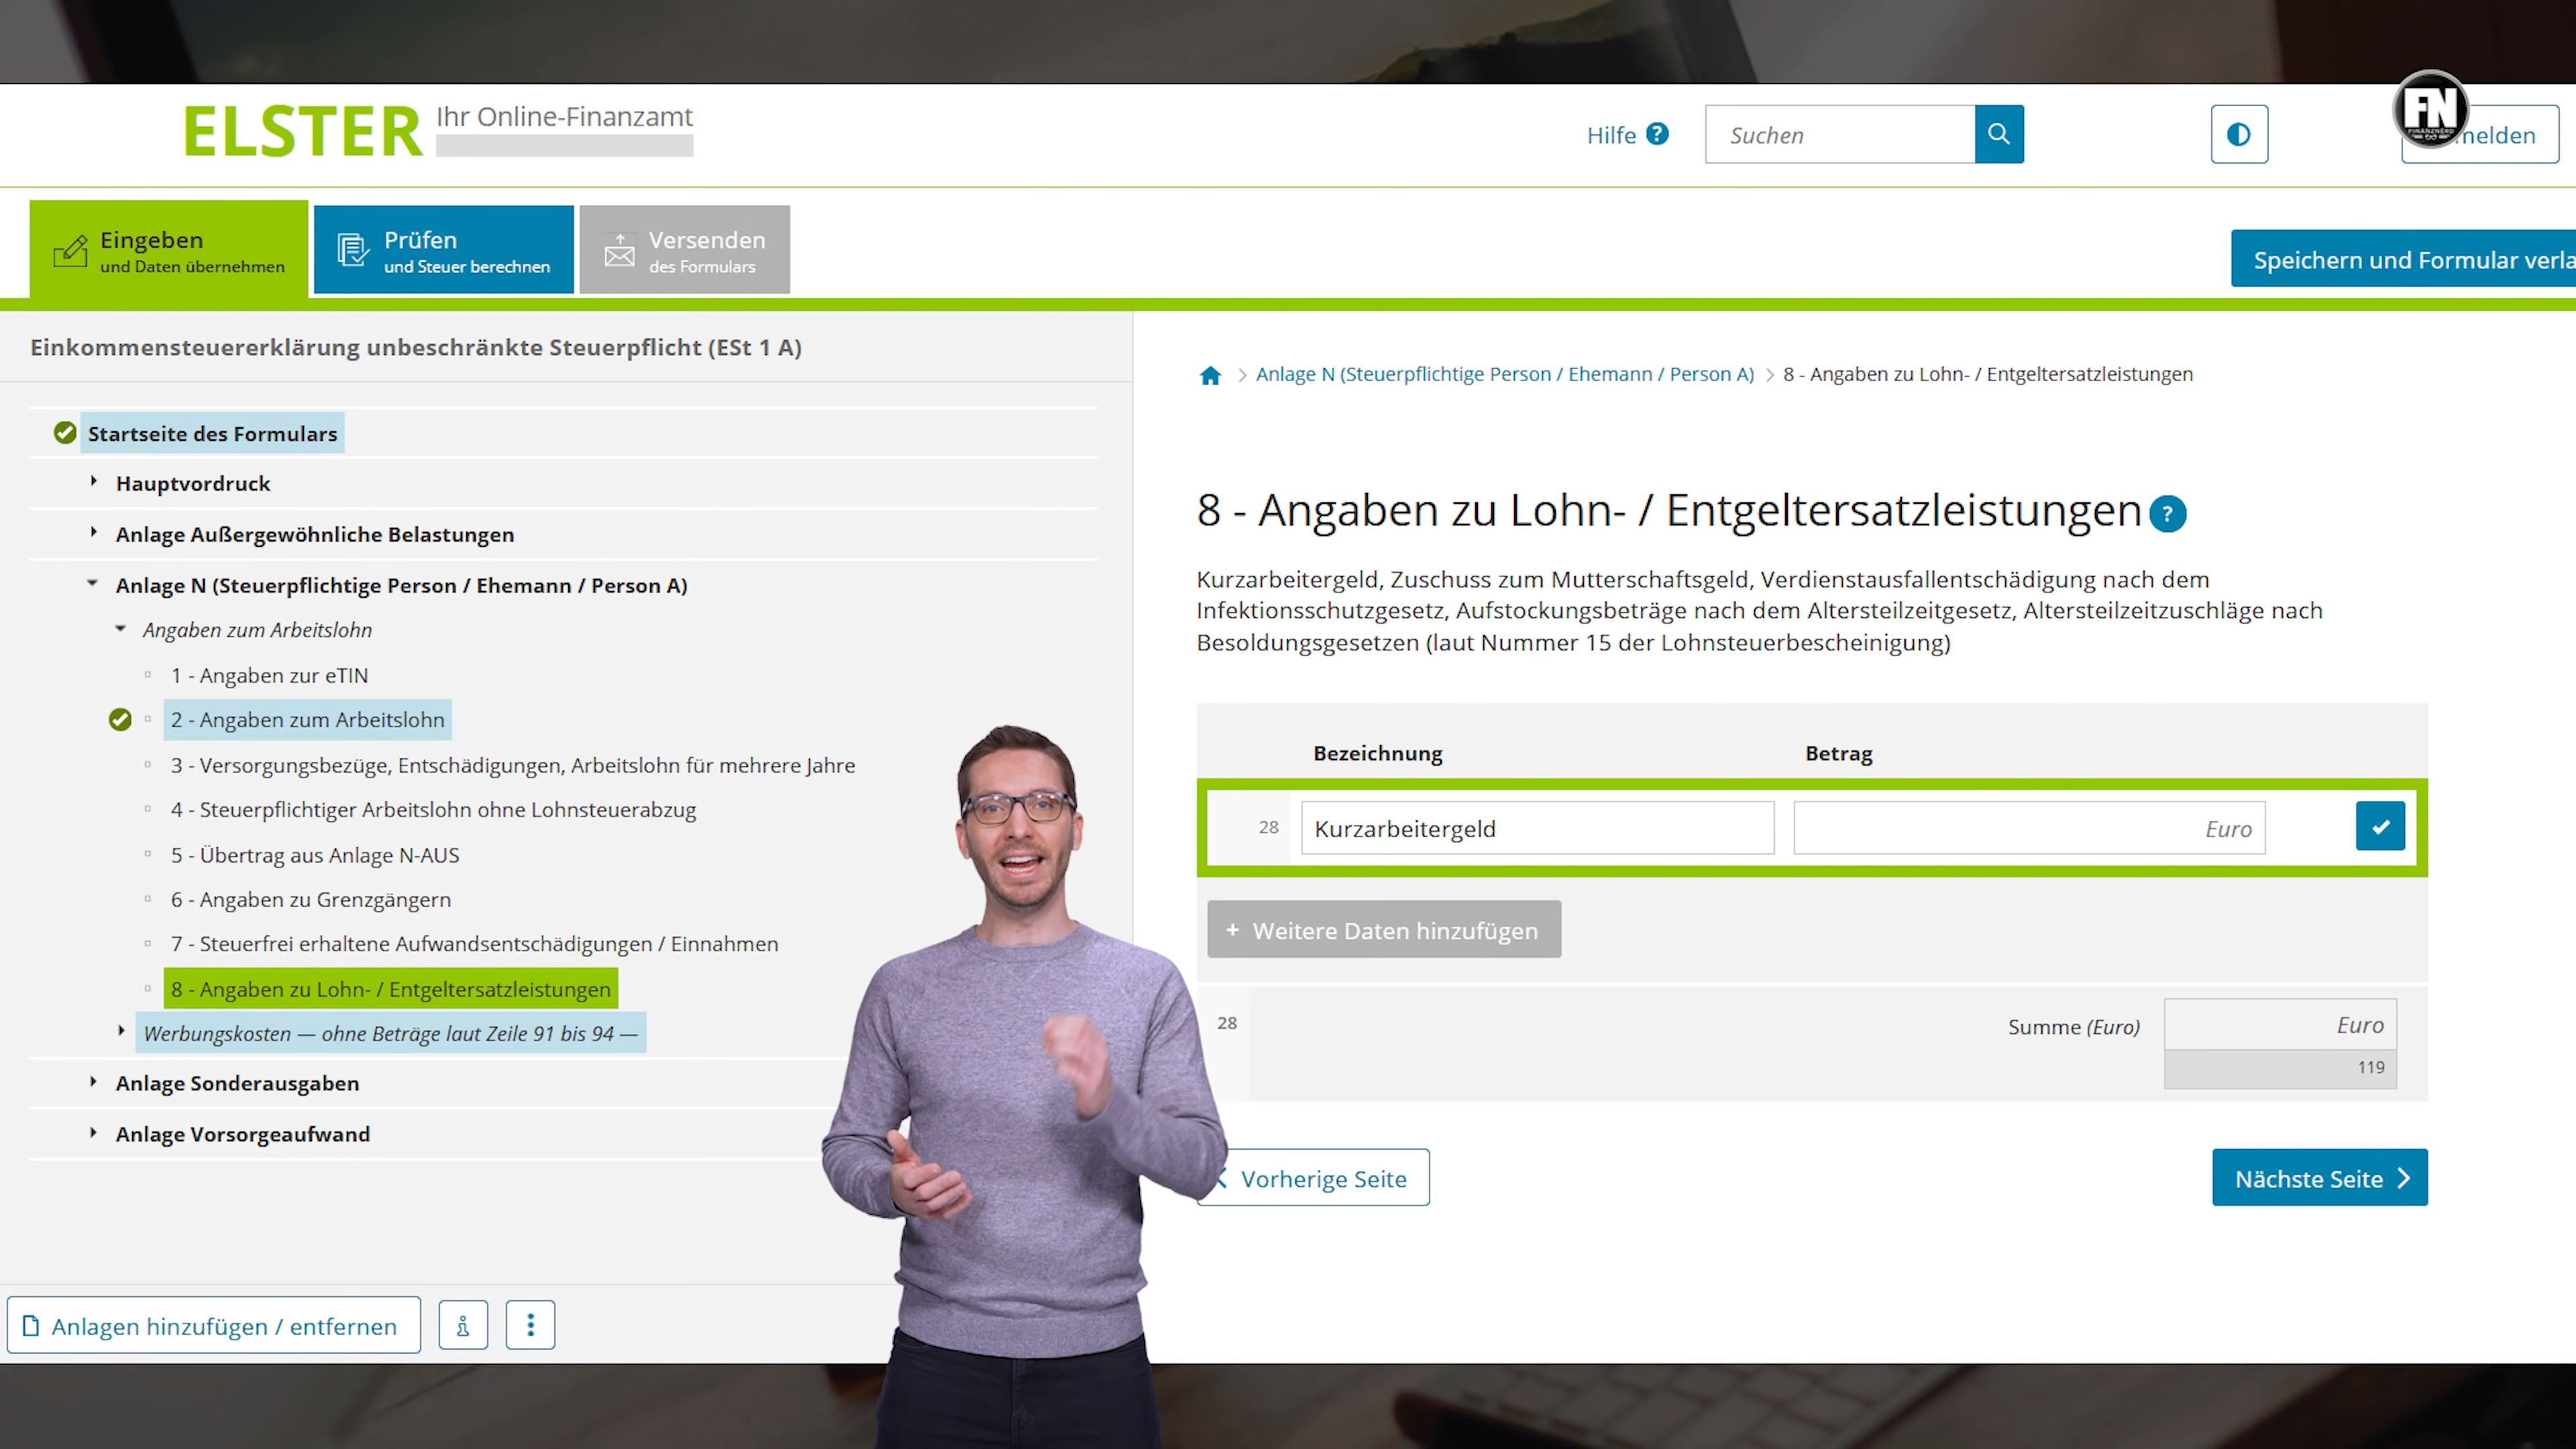 ELSTER
Ihr Online-Finanzamt
Hilfe ?
Suchen
FN
FINANZNERD
melden
Eingeben
und Daten übernehmen
Prüfen
und Steuer berechnen
Versenden
des Formulars
Speichern und Formular verla
Einkommensteuererklärung unbeschränkte Steuerpflicht (ESt 1 A)
Startseite des Formulars
Hauptvordruck
Anlage Außergewöhnliche Belastungen
Anlage N (Steuerpflichtige Person / Ehemann / Person A)
Angaben zum Arbeitslohn
1 - Angaben zur eTIN
2 - Angaben zum Arbeitslohn
3 - Versorgungsbezüge, Entschädigungen, Arbeitslohn für mehrere Jahre
4 - Steuerpflichtiger Arbeitslohn ohne Lohnsteuerabzug
5 - Übertrag aus Anlage N-AUS
6 - Angaben zu Grenzgängern
7 - Steuerfrei erhaltene Aufwandsentschädigungen / Einnahmen
8 - Angaben zu Lohn- / Entgeltersatzleistungen
Werbungskosten — ohne Beträge laut Zeile 91 bis 94 —
Anlage Sonderausgaben
Anlage Vorsorgeaufwand
Anlagen hinzufügen / entfernen
Anlage N (Steuerpflichtige Person / Ehemann / Person A) > 8 - Angaben zu Lohn- / Entgeltersatzleistungen
8 - Angaben zu Lohn- / Entgeltersatzleistungen ?
Kurzarbeitergeld, Zuschuss zum Mutterschaftsgeld, Verdienstausfallentschädigung nach dem
Infektionsschutzgesetz, Aufstockungsbeträge nach dem Altersteilzeitgesetz, Altersteilzeitzuschläge nach
Besoldungsgesetzen (laut Nummer 15 der Lohnsteuerbescheinigung)
Bezeichnung Betrag
28 Kurzarbeitergeld Euro
+ Weitere Daten hinzufügen
28 Summe (Euro) Euro
119
Vorherige Seite
Nächste Seite